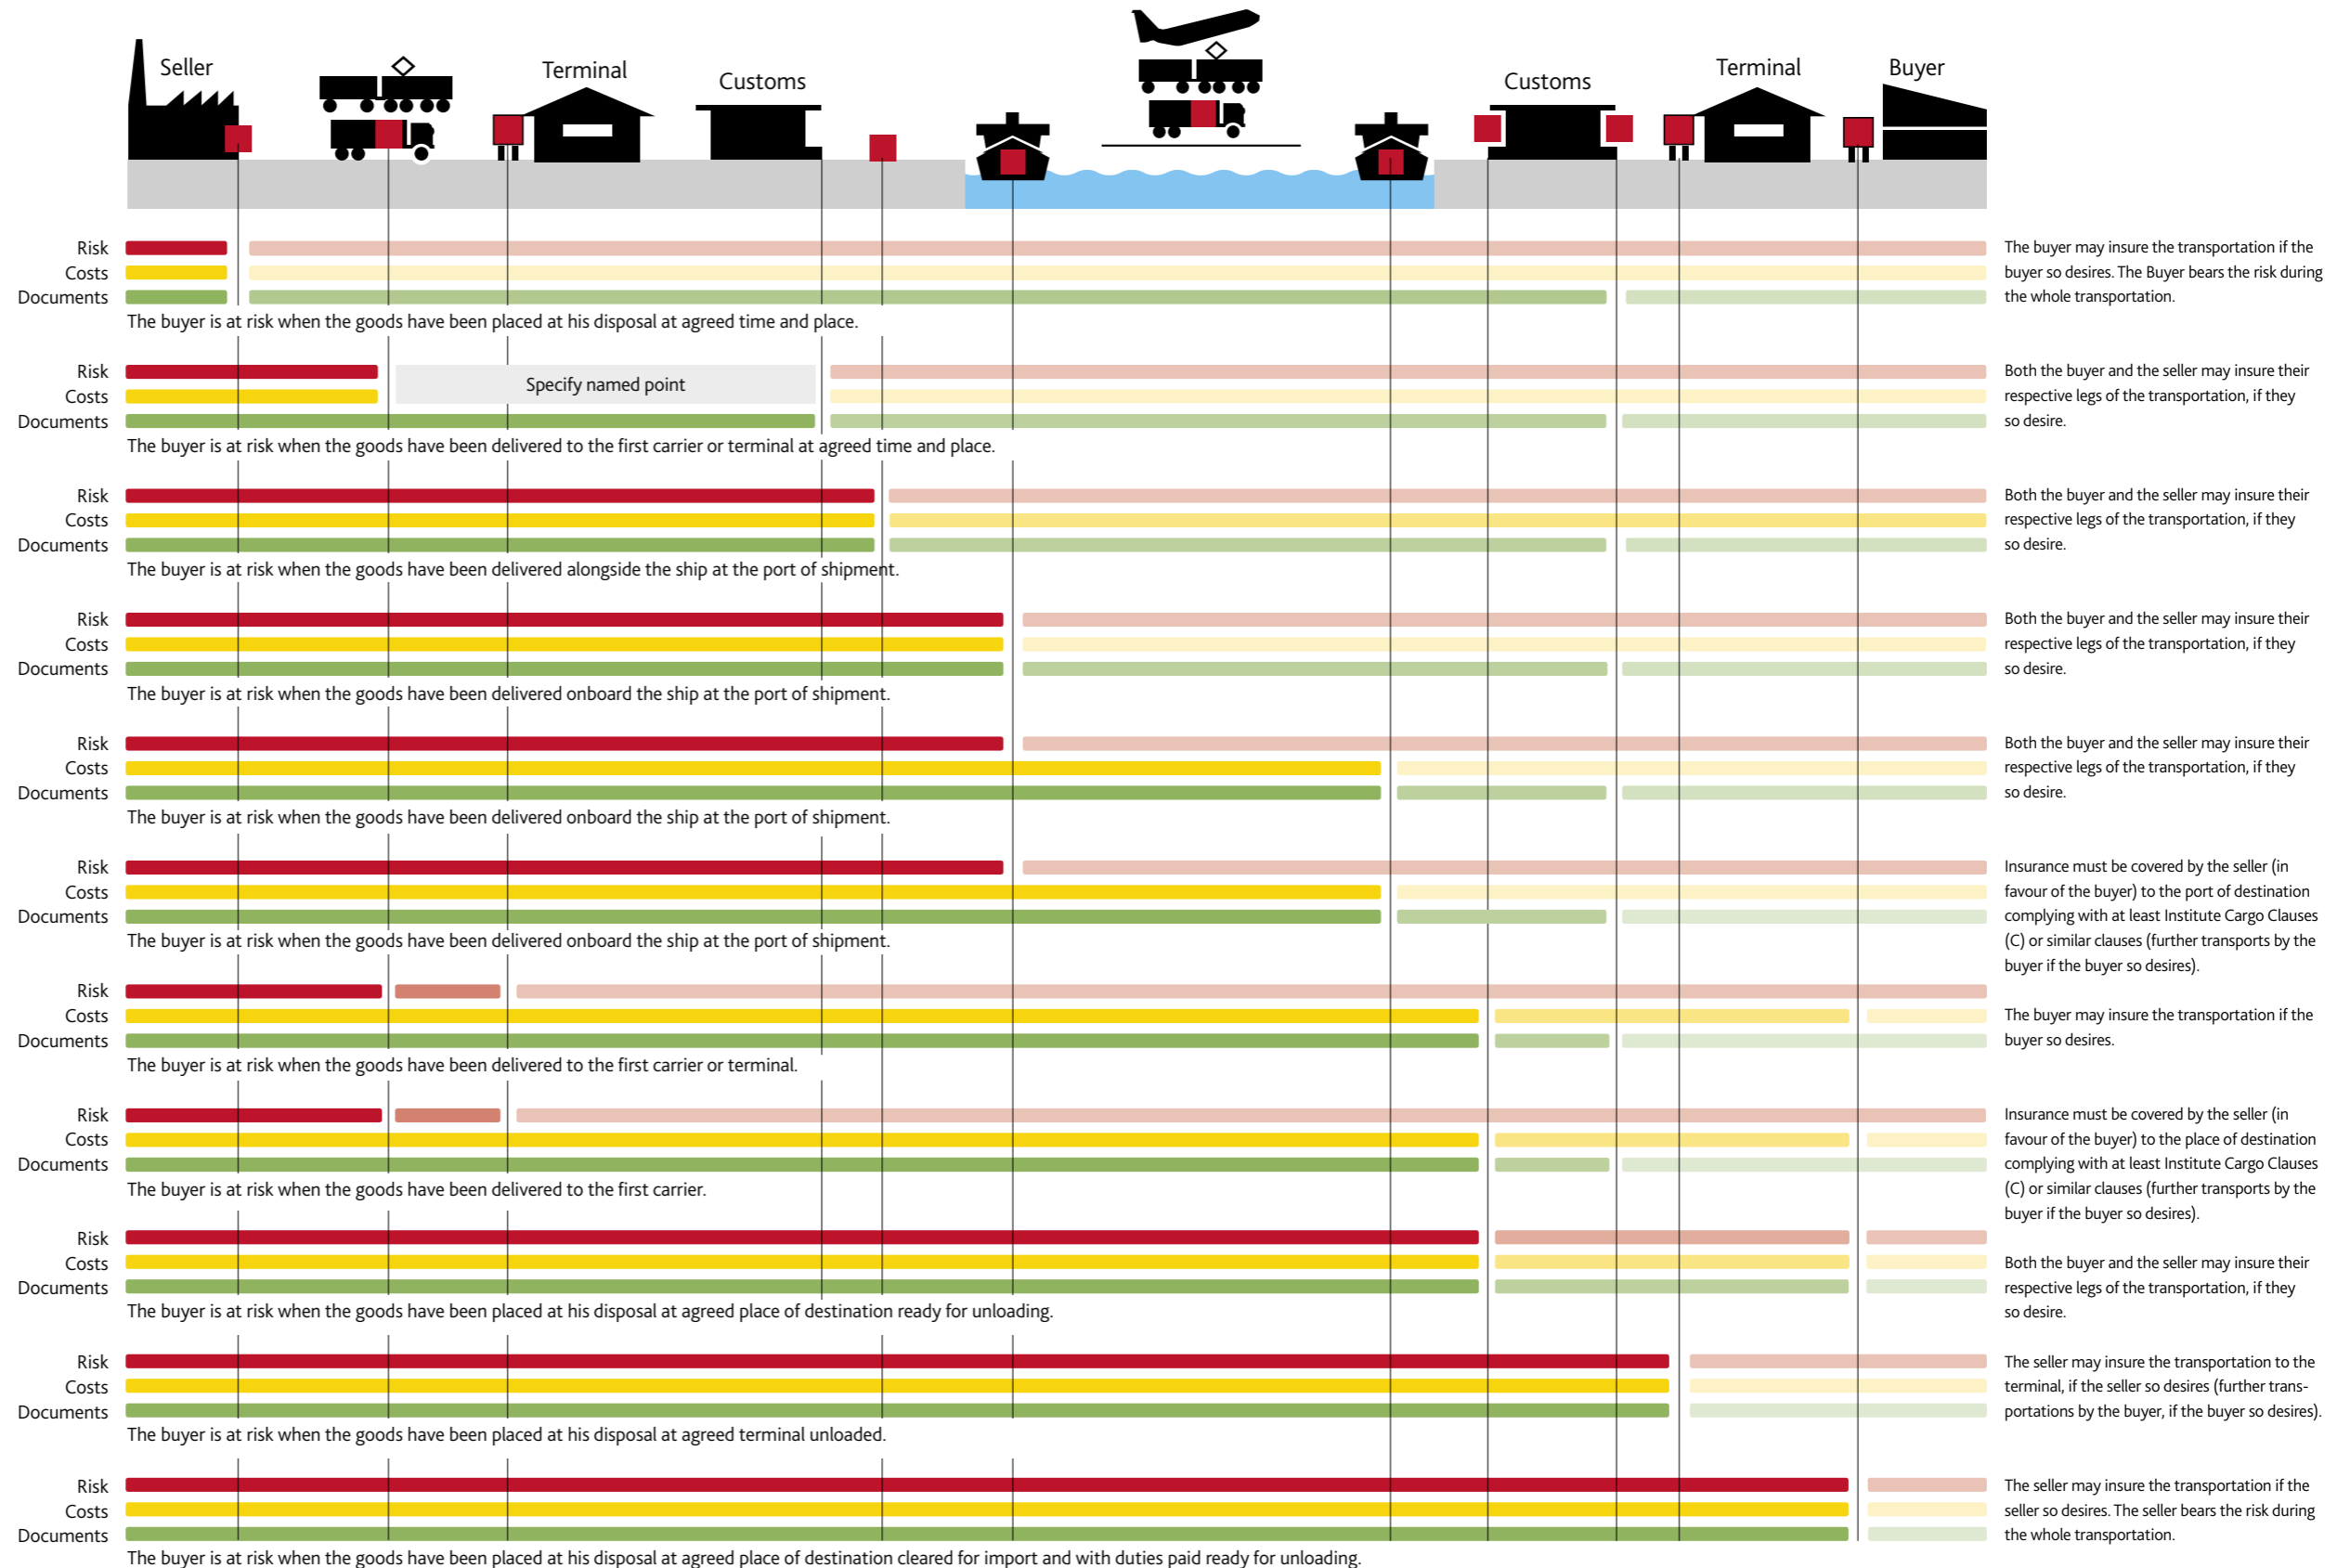 Seller
Terminal
Customs
Customs
Terminal
Buyer
Risk
Costs
Documents
The buyer is at risk when the goods have been placed at his disposal at agreed time and place.
The buyer may insure the transportation if the
buyer so desires. The Buyer bears the risk during
the whole transportation.
Risk
Costs
Documents
Specify named point
The buyer is at risk when the goods have been delivered to the first carrier or terminal at agreed time and place.
Both the buyer and the seller may insure their
respective legs of the transportation, if they
so desire.
Risk
Costs
Documents
The buyer is at risk when the goods have been delivered alongside the ship at the port of shipment.
Both the buyer and the seller may insure their
respective legs of the transportation, if they
so desire.
Risk
Costs
Documents
The buyer is at risk when the goods have been delivered onboard the ship at the port of shipment.
Both the buyer and the seller may insure their
respective legs of the transportation, if they
so desire.
Risk
Costs
Documents
The buyer is at risk when the goods have been delivered onboard the ship at the port of shipment.
Both the buyer and the seller may insure their
respective legs of the transportation, if they
so desire.
Risk
Costs
Documents
The buyer is at risk when the goods have been delivered onboard the ship at the port of shipment.
Insurance must be covered by the seller (in
favour of the buyer) to the port of destination
complying with at least Institute Cargo Clauses
(C) or similar clauses (further transports by the
buyer if the buyer so desires).
Risk
Costs
Documents
The buyer is at risk when the goods have been delivered to the first carrier or terminal.
The buyer may insure the transportation if the
buyer so desires.
Risk
Costs
Documents
The buyer is at risk when the goods have been delivered to the first carrier.
Insurance must be covered by the seller (in
favour of the buyer) to the place of destination
complying with at least Institute Cargo Clauses
(C) or similar clauses (further transports by the
buyer if the buyer so desires).
Risk
Costs
Documents
The buyer is at risk when the goods have been placed at his disposal at agreed place of destination ready for unloading.
Both the buyer and the seller may insure their
respective legs of the transportation, if they
so desire.
Risk
Costs
Documents
The buyer is at risk when the goods have been placed at his disposal at agreed terminal unloaded.
The seller may insure the transportation to the
terminal, if the seller so desires (further trans-
portations by the buyer, if the buyer so desires).
Risk
Costs
Documents
The buyer is at risk when the goods have been placed at his disposal at agreed place of destination cleared for import and with duties paid ready for unloading.
The seller may insure the transportation if the
seller so desires. The seller bears the risk during
the whole transportation.